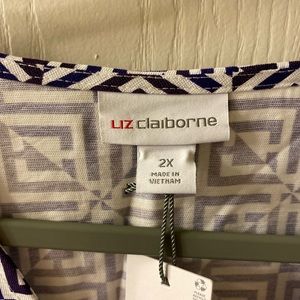 LIZ claiborne
2X
MADE IN
VIETNAM